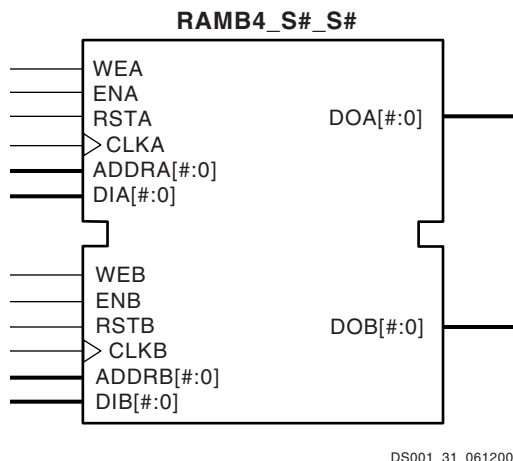 RAMB4_S#_S#
WEA
ENA
RSTA
DOA[#:0]
CLKA
ADDRA[#:0]
DIA[#:0]
WEB
ENB
RSTB
DOB[#:0]
CLKB
ADDRB[#:0]
DIB[#:0]
DS001_31_061200